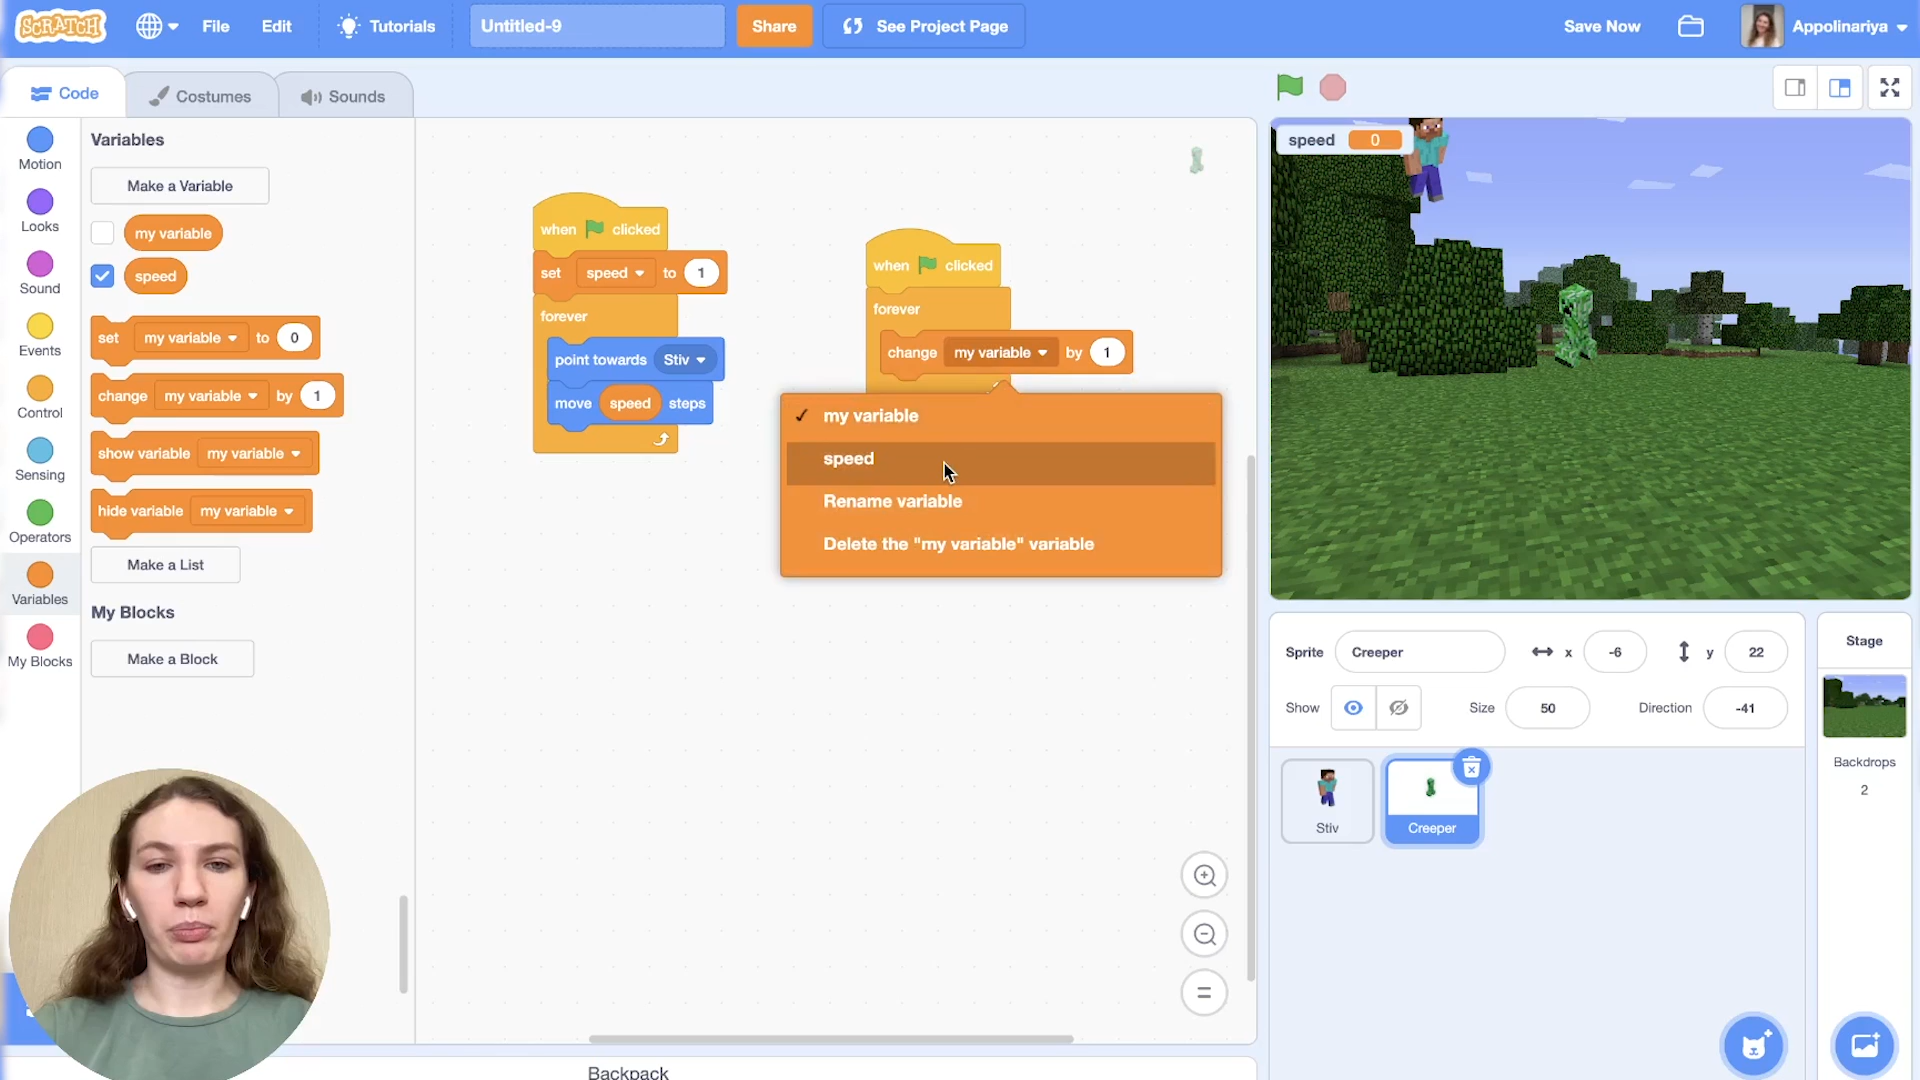 SCRATCH
File
Edit
Tutorials
Untitled-9
Share
See Project Page
Save Now
Appolinariya
Code
Costumes
Sounds
Motion
Looks
Sound
Events
Control
Sensing
Operators
Variables
My Blocks
Variables
Make a Variable
my variable
speed
set my variable to 0
change my variable by 1
show variable my variable
hide variable my variable
Make a List
My Blocks
Make a Block
when clicked
set speed to 1
forever
point towards Stiv
move speed steps
when clicked
forever
change my variable by 1
my variable
speed
Rename variable
Delete the "my variable" variable
Backpack
speed 0
Sprite Creeper x -6 y 22
Show Size 50 Direction -41
Stiv
Creeper
Stage
Backdrops
2